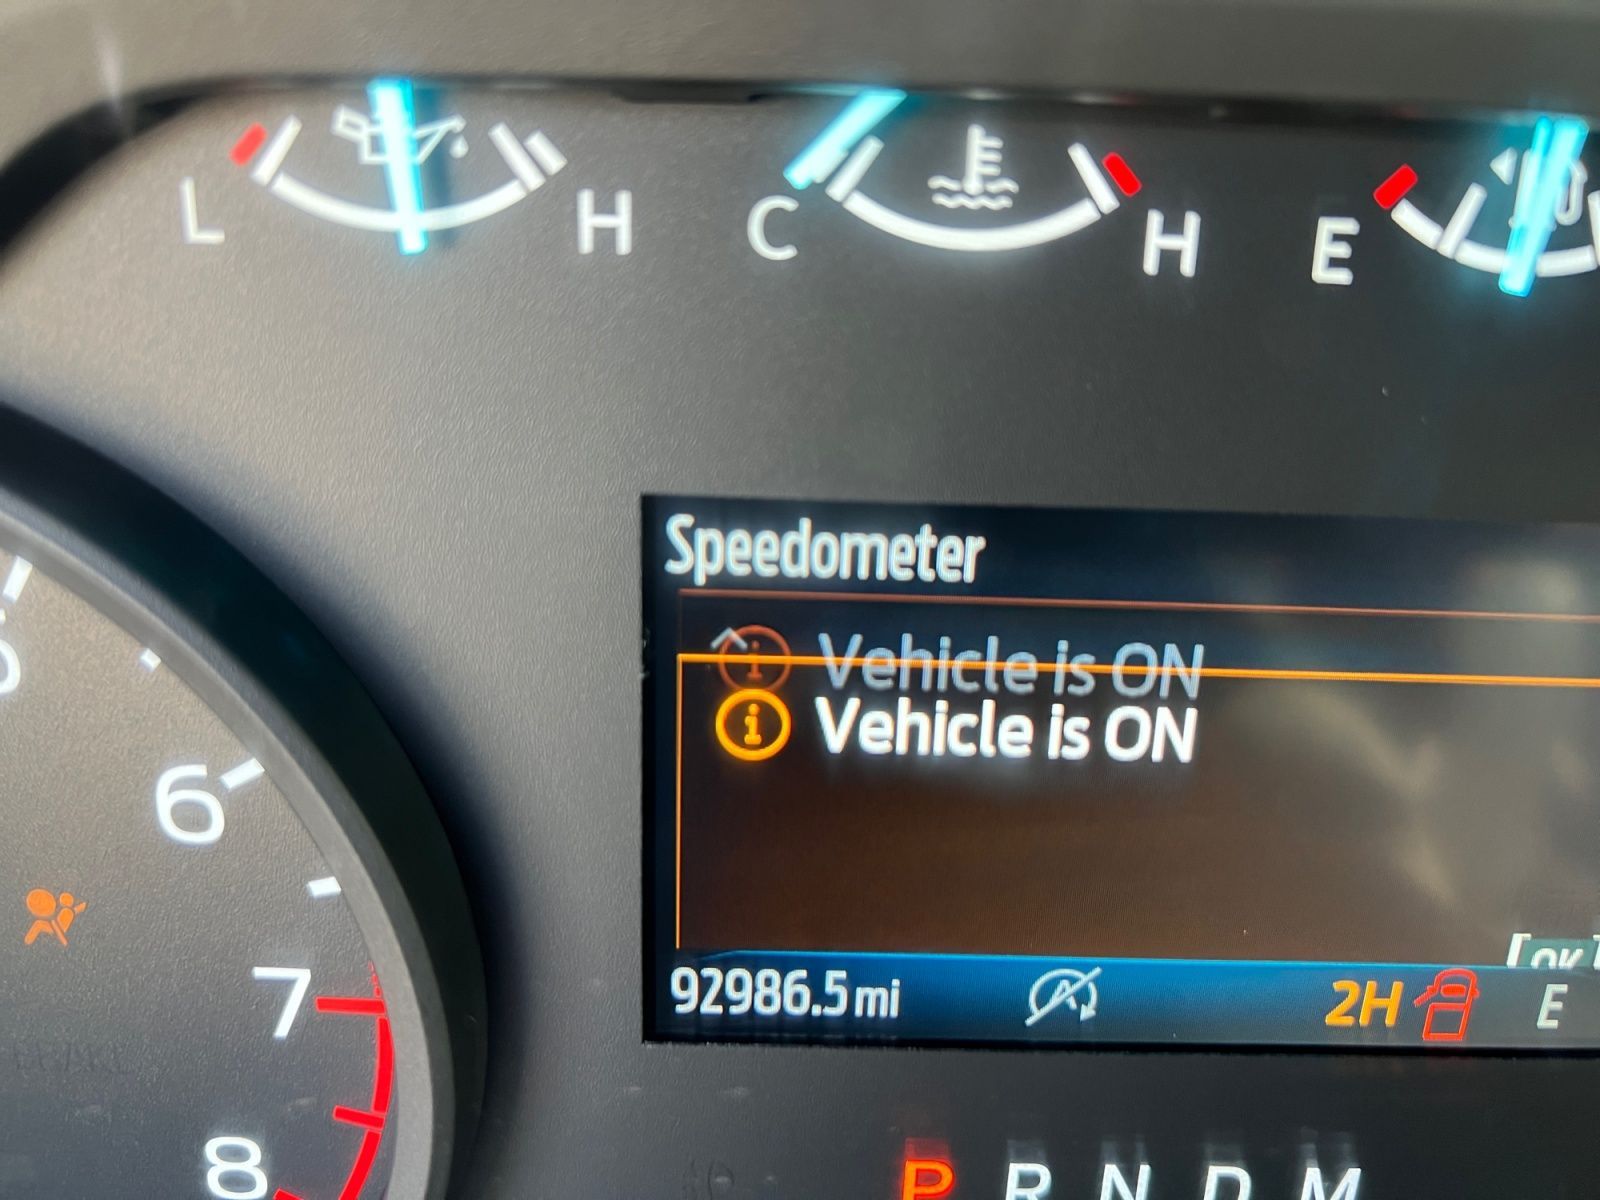 L H C H E
Speedometer
Vehicle is ON
Vehicle is ON
6
7
8
92986.5 mi 2H E
P R N D M